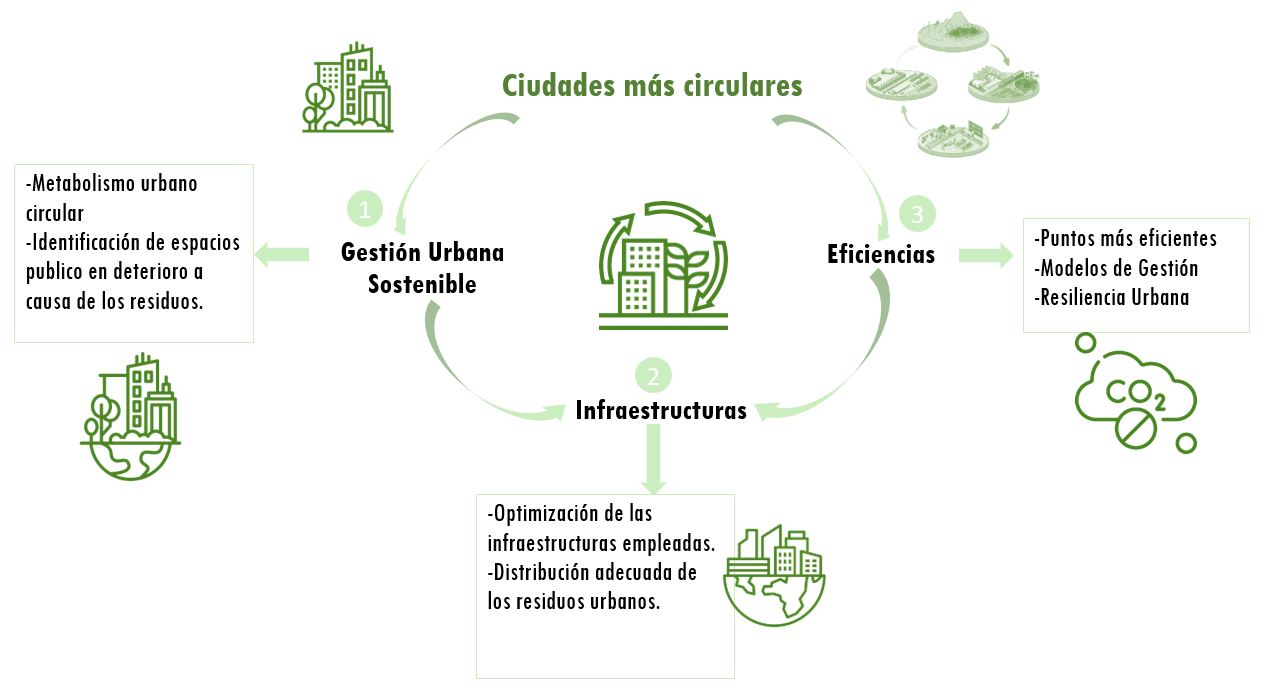 Ciudades más circulares
1
Gestión Urbana
Sostenible
-Metabolismo urbano
circular
-Identificación de espacios
publico en deterioro a
causa de los residuos.
2
Infraestructuras
-Optimización de las
infraestructuras empleadas.
-Distribución adecuada de
los residuos urbanos.
3
Eficiencias
-Puntos más eficientes
-Modelos de Gestión
-Resiliencia Urbana
CO2